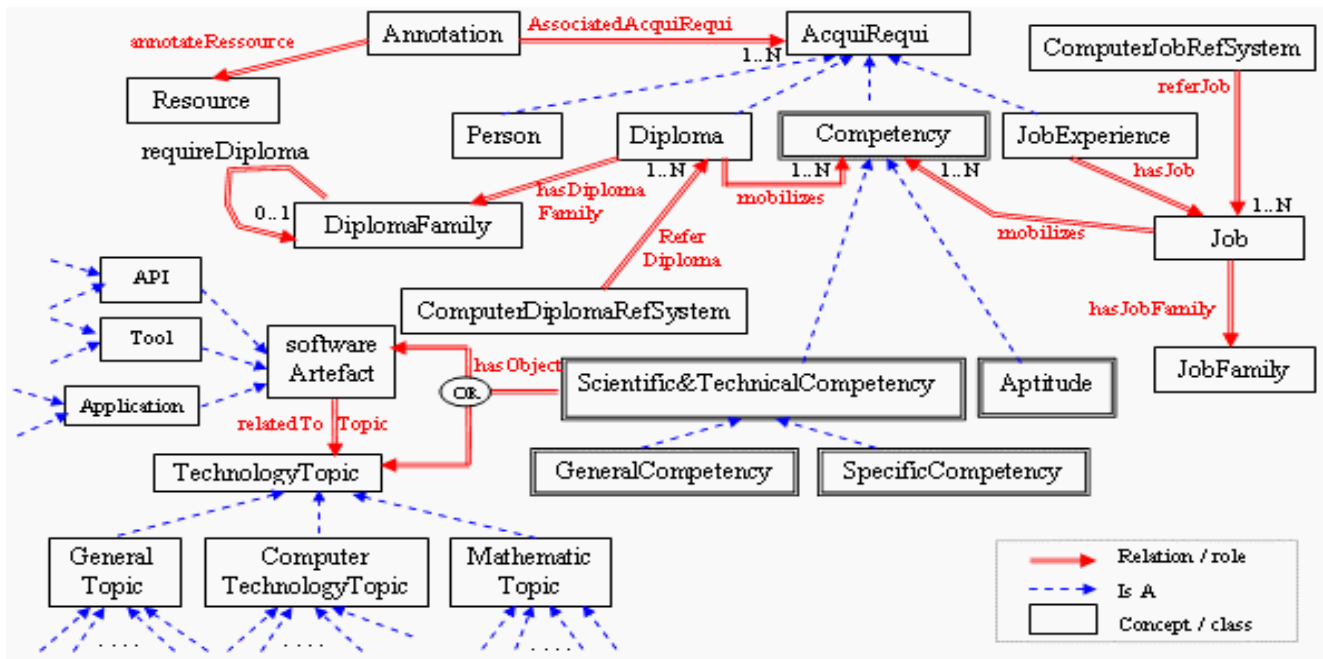 Annotation
AssociatedAcquiRequi
AcquiRequi
annotateRessource
1..N
ComputerJobRefSystem
Resource
referJob
Person
Diploma
Competency
JobExperience
requireDiploma
1..N
1..N
1..N
hasJob
hasDiploma
Family
mobilizes
0..1
DiplomaFamily
1..N
mobilizes
Job
Refer
Diploma
API
ComputerDiplomaRefSystem
hasJobFamily
Tool
software
Artefact
hasObject
Scientific&TechnicalCompetency
Aptitude
JobFamily
OR
Application
relatedTo
Topic
TechnologyTopic
GeneralCompetency
SpecificCompetency
General
Topic
Computer
TechnologyTopic
Mathematic
Topic
Relation / role
Is A
Concept / class
. . . .
. . . .
. . . .